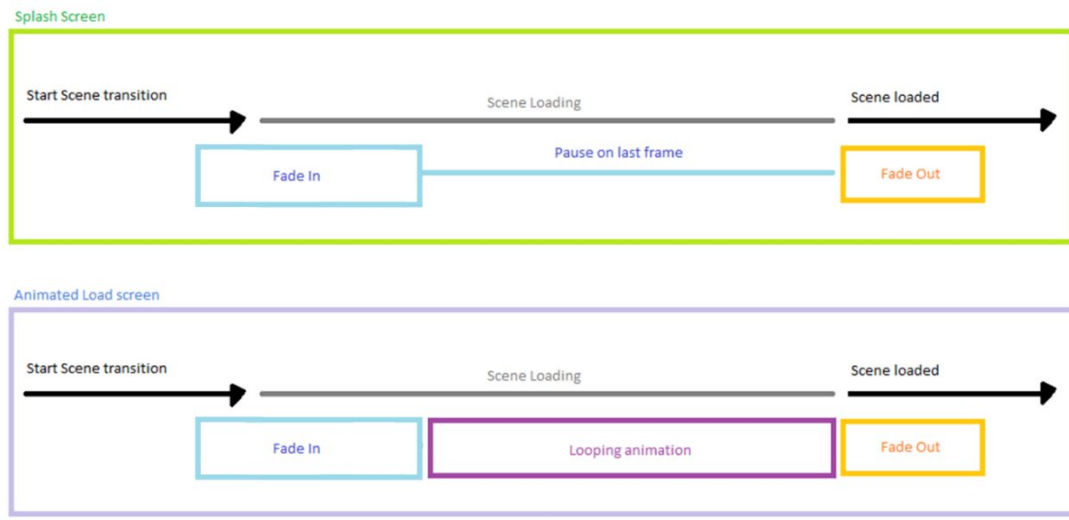 Splash Screen
Start Scene transition
Scene Loading
Scene loaded
Fade In
Pause on last frame
Fade Out
Animated Load screen
Start Scene transition
Scene Loading
Scene loaded
Fade In
Looping animation
Fade Out